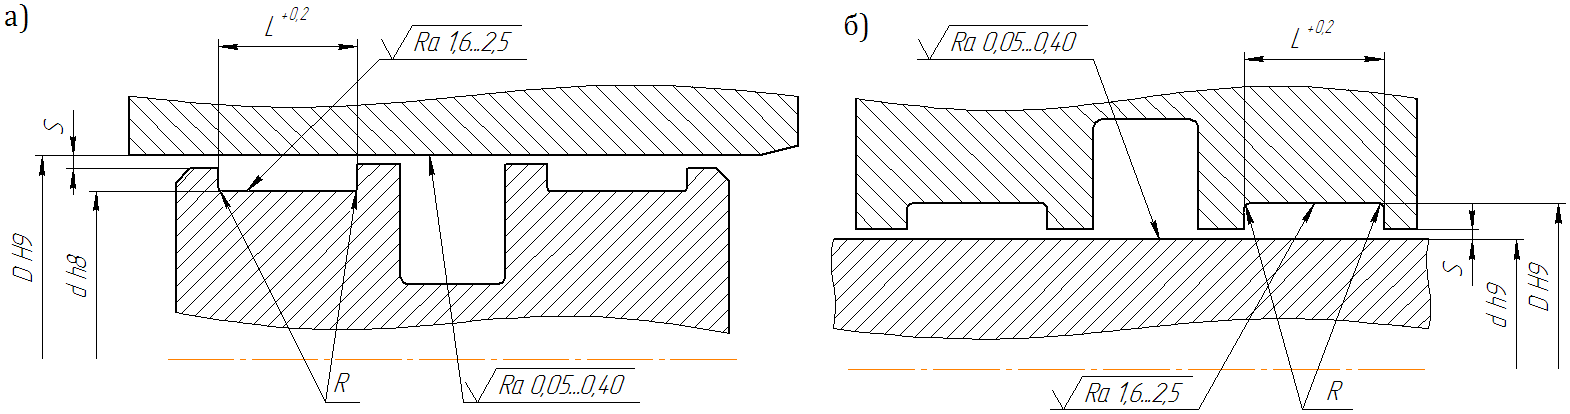 а)
L +0,2
Ra 1,6...2,5
S
D H9
d h8
R
Ra 0,05...0,40
б)
Ra 0,05...0,40
L +0,2
S
d h9
D H9
Ra 1,6...2,5
R